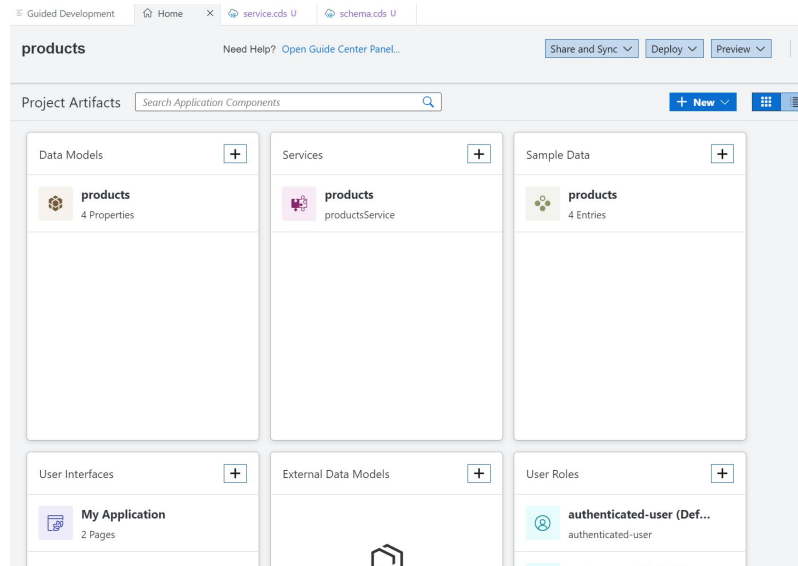 Guided Development Home service.cds U schema.cds U
products Need Help? Open Guide Center Panel... Share and Sync Deploy Preview
Project Artifacts Search Application Components New
Data Models Services Sample Data
products products products
4 Properties productsService 4 Entries
User Interfaces External Data Models User Roles
My Application authenticated-user (Def...
2 Pages authenticated-user